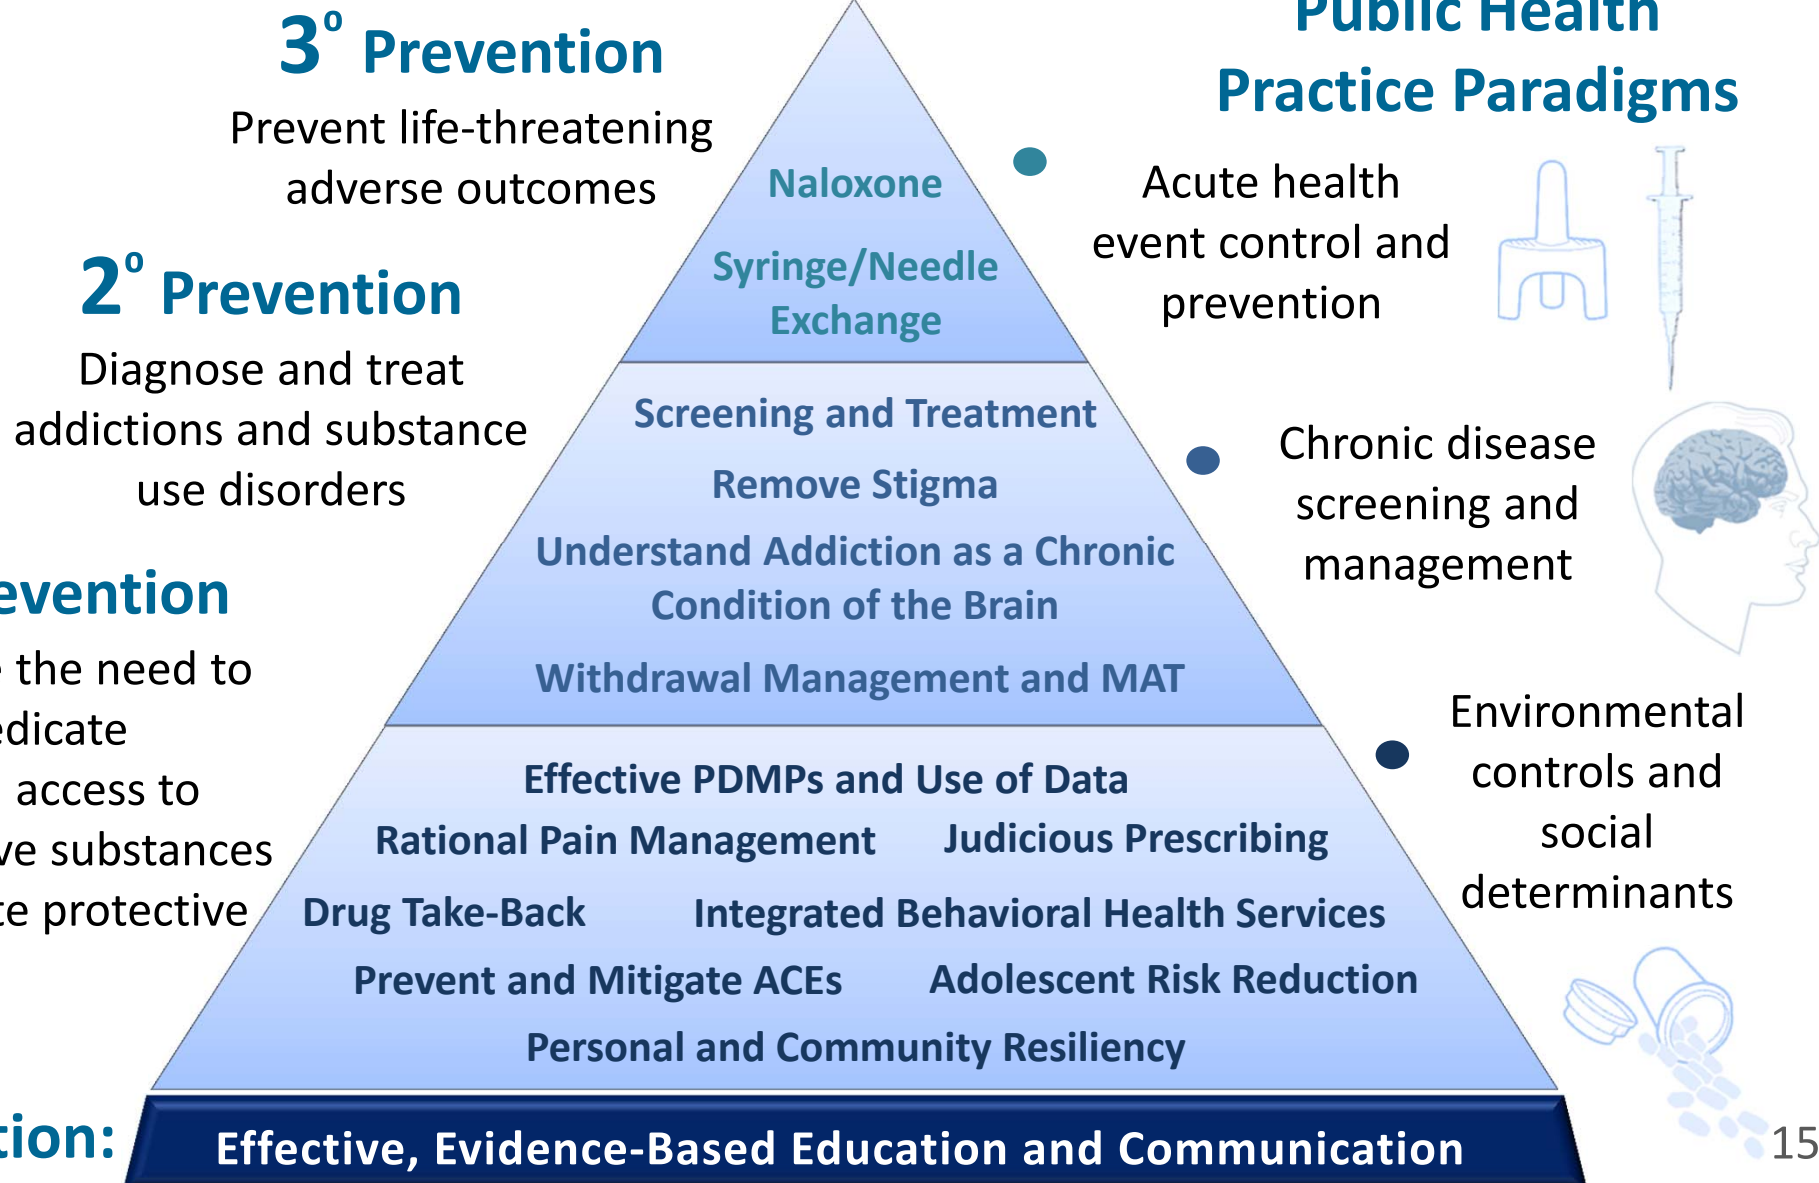 3° Prevention
Prevent life-threatening
adverse outcomes
2° Prevention
Diagnose and treat
addictions and substance
use disorders
evention
the need to
edicate
access to
ve substances
te protective
tion:
Naloxone
Syringe/Needle
Exchange
Screening and Treatment
Remove Stigma
Understand Addiction as a Chronic
Condition of the Brain
Withdrawal Management and MAT
Effective PDMPs and Use of Data
Rational Pain Management Judicious Prescribing
Drug Take-Back Integrated Behavioral Health Services
Prevent and Mitigate ACEs Adolescent Risk Reduction
Personal and Community Resiliency
Effective, Evidence-Based Education and Communication
Public Health
Practice Paradigms
Acute health
event control and
prevention
Chronic disease
screening and
management
Environmental
controls and
social
determinants
15